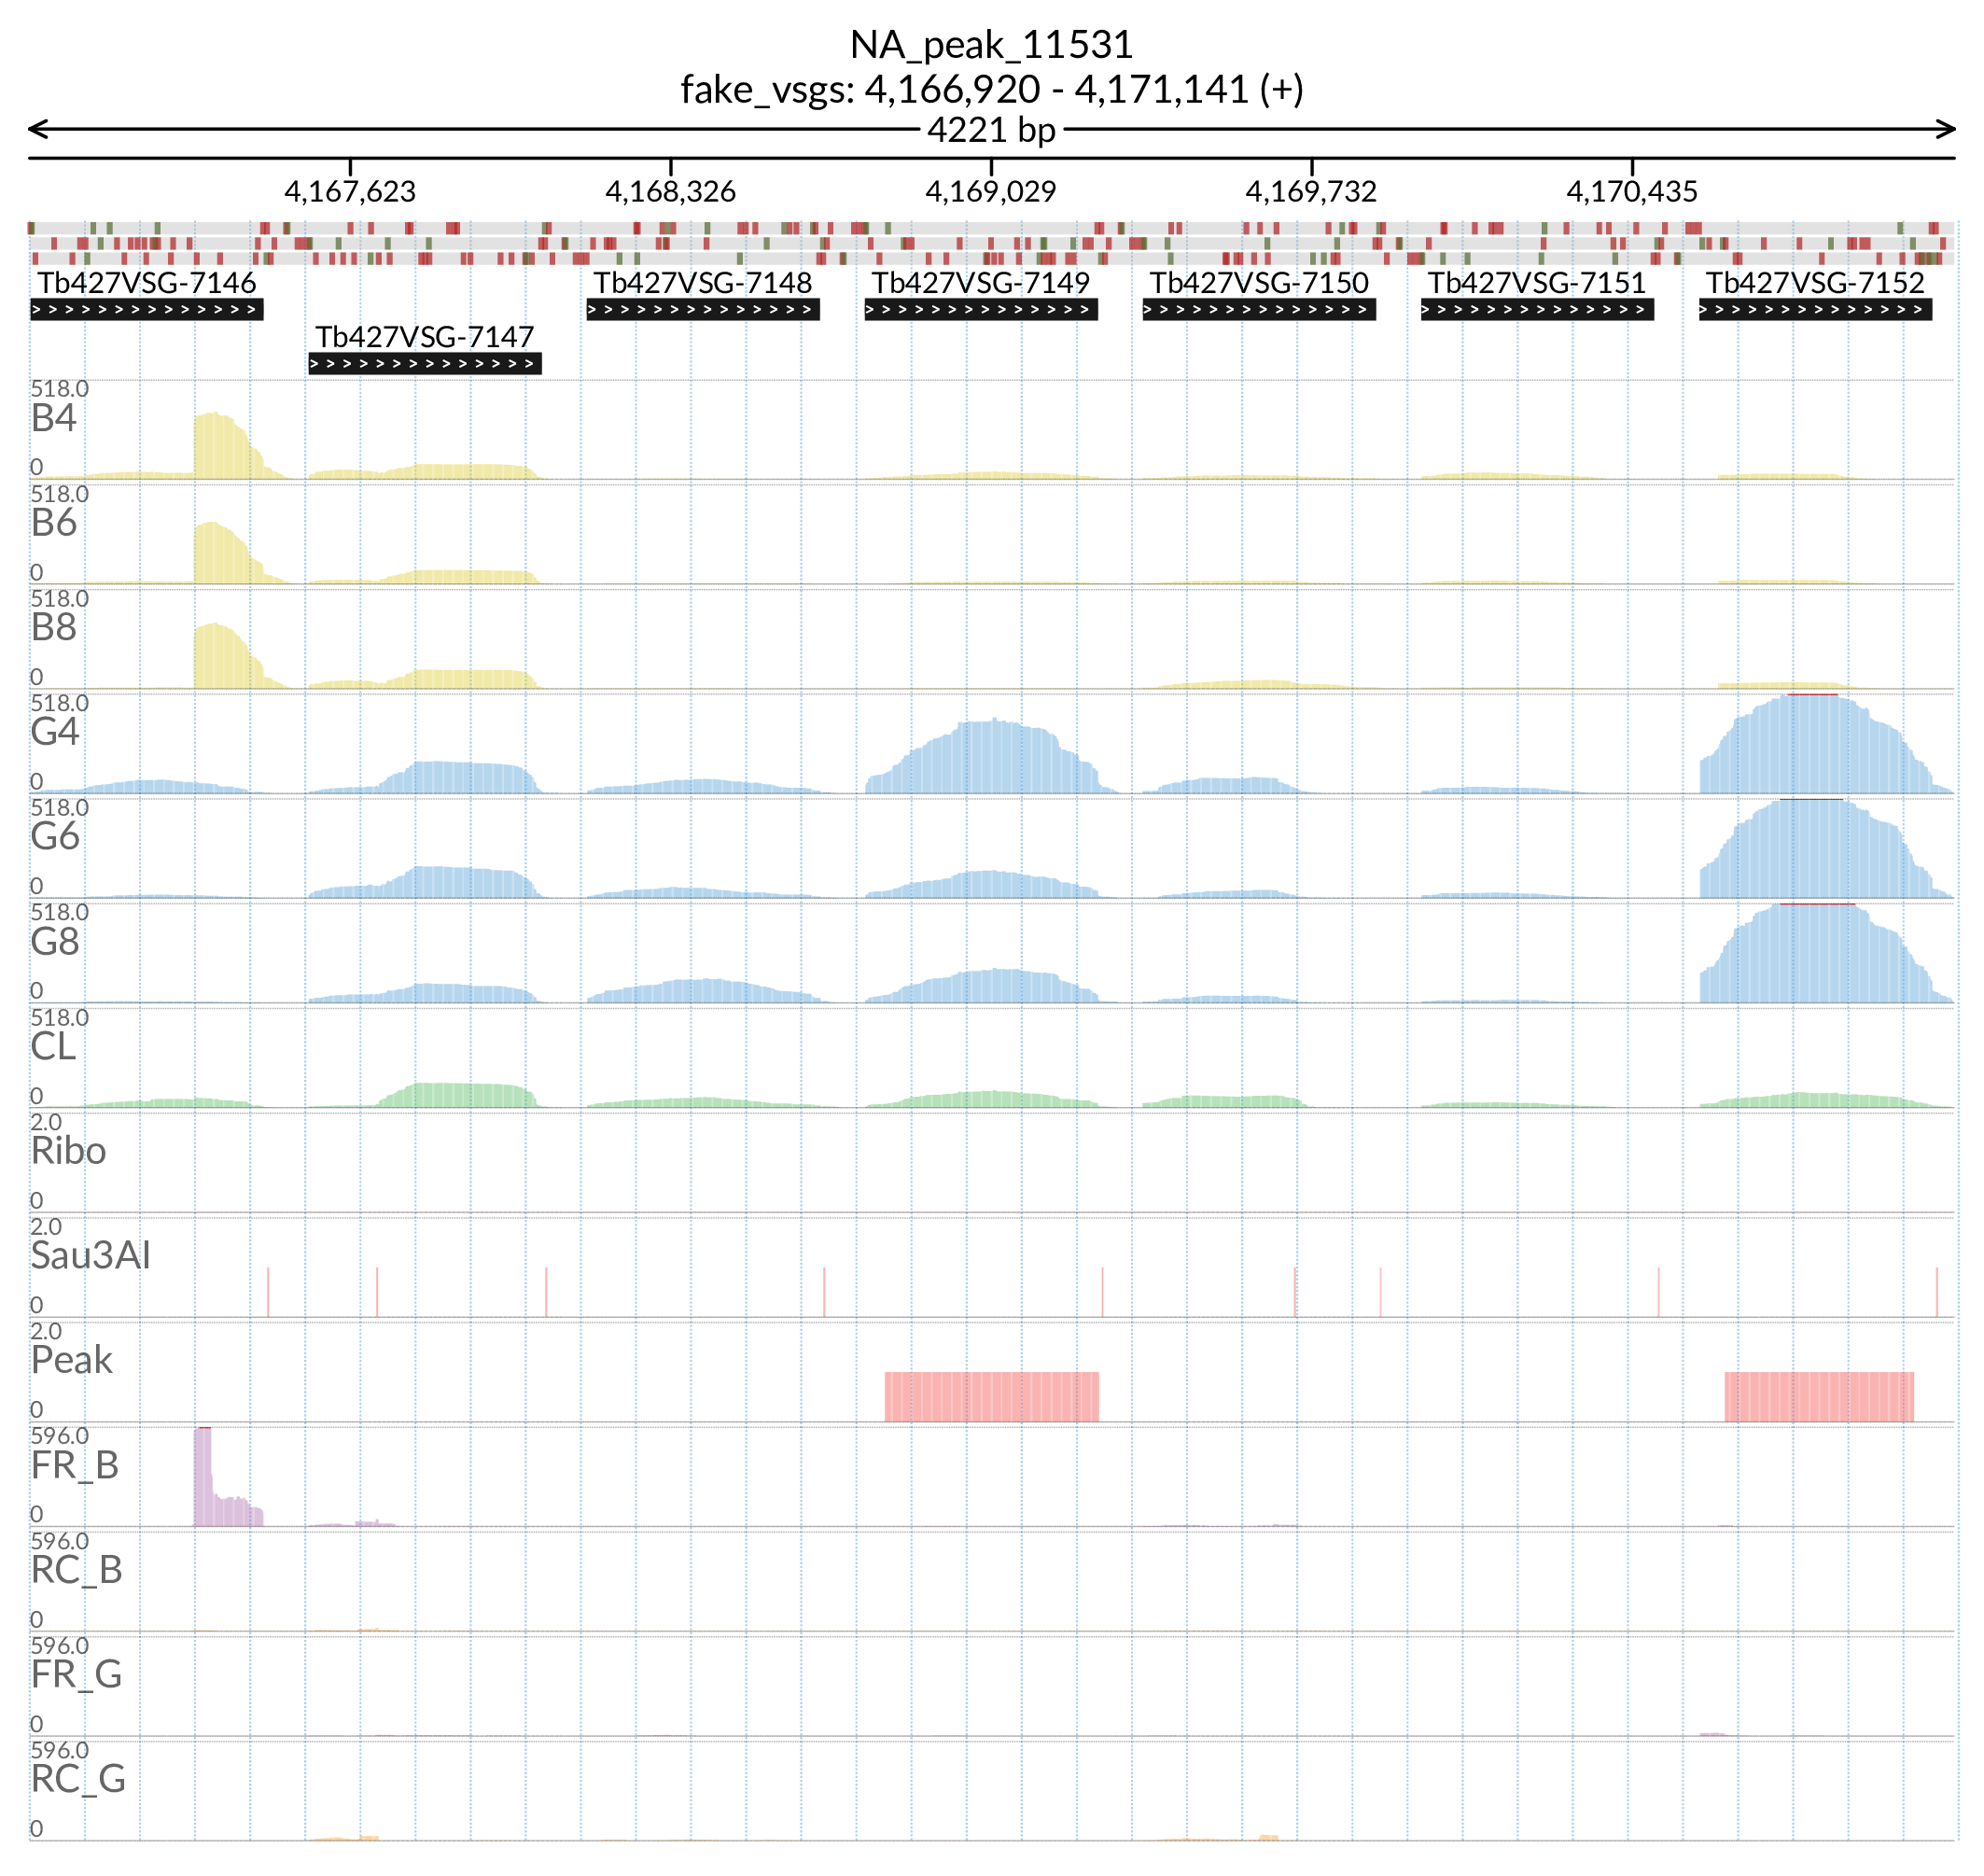 NA_peak_11531
fake_vsgs: 4,166,920 - 4,171,141 (+)
4221 bp
4,167,623 4,168,326 4,169,029 4,169,732 4,170,435
Tb427VSG-7146 Tb427VSG-7148 Tb427VSG-7149 Tb427VSG-7150 Tb427VSG-7151 Tb427VSG-7152
Tb427VSG-7147
518.0
B4
0
518.0
B6
0
518.0
B8
0
518.0
G4
0
518.0
G6
0
518.0
G8
0
518.0
CL
0
2.0
Ribo
0
2.0
Sau3AI
0
2.0
Peak
0
596.0
FR_B
0
596.0
RC_B
0
596.0
FR_G
0
596.0
RC_G
0